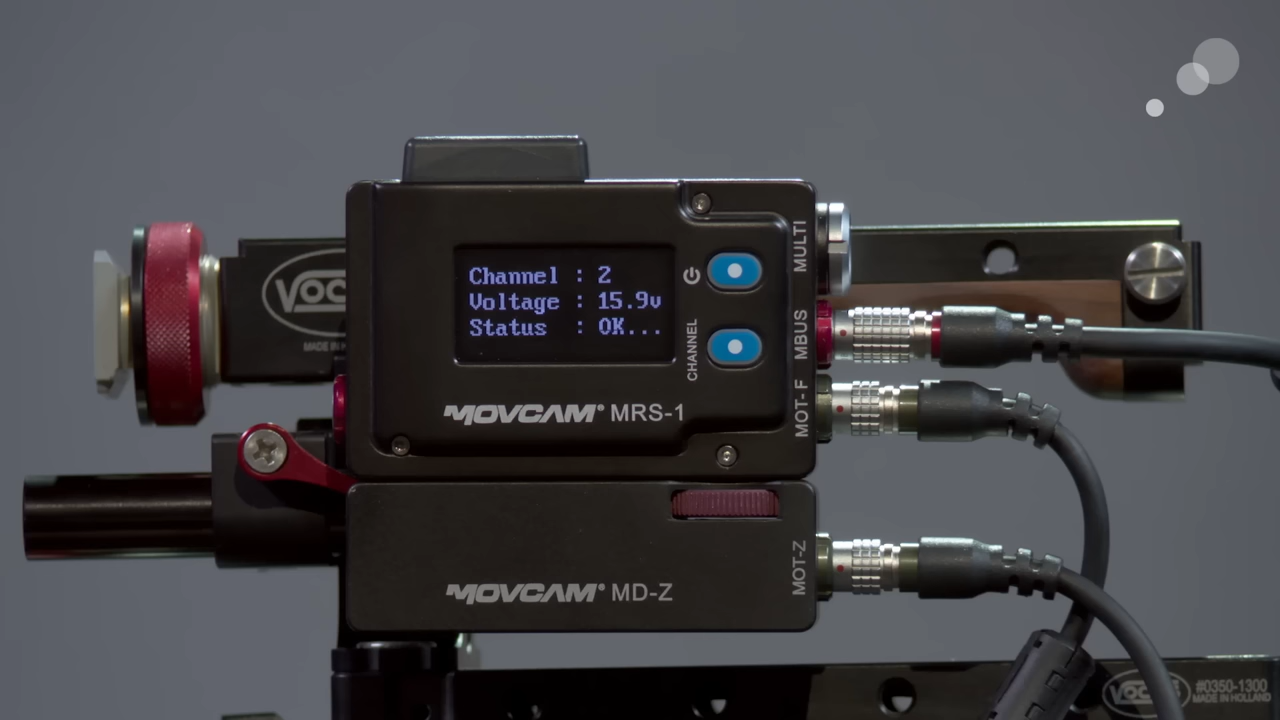 Channel : 2
Voltage : 15.9v
Status : OK...
CHANNEL
MULTI
MBUS
MOT-F
MOVCAM® MRS-1
MOT-Z
MOVCAM® MD-Z
VOC
MADE IN
#0350-1300
MADE IN HOLLAND